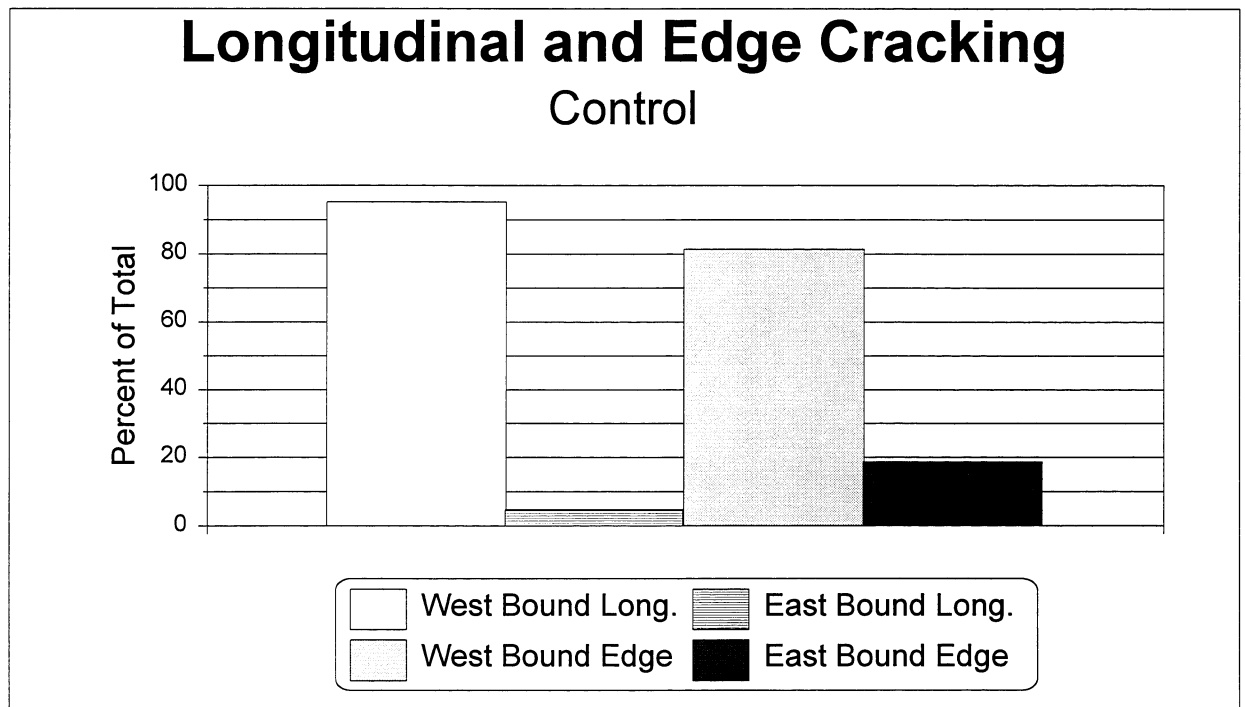 Longitudinal and Edge Cracking
Control
Percent of Total
100
80
60
40
20
0
West Bound Long.
East Bound Long.
West Bound Edge
East Bound Edge